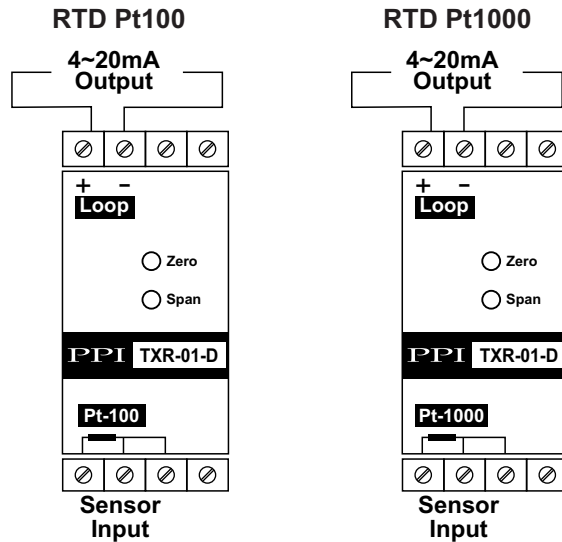 RTD Pt100
4~20mA
Output
+ -
Loop
Zero
Span
PPI TXR-01-D
Pt-100
Sensor
Input
RTD Pt1000
4~20mA
Output
+ -
Loop
Zero
Span
PPI TXR-01-D
Pt-1000
Sensor
Input